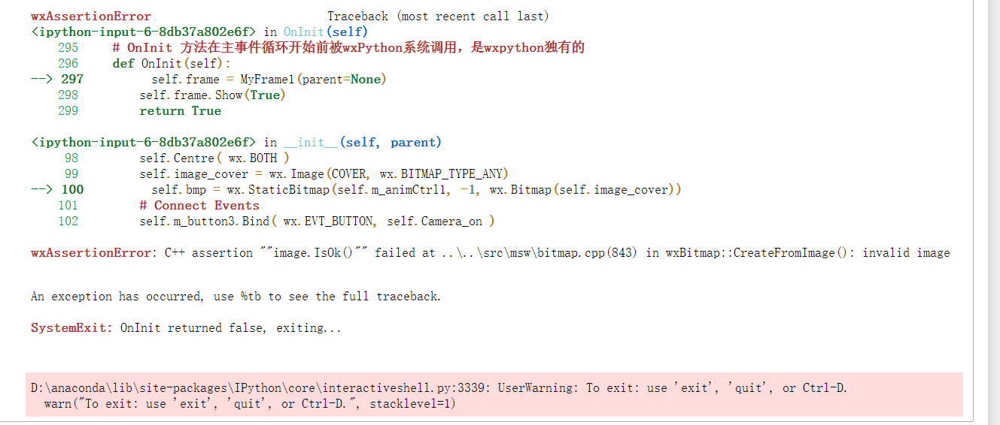 wxAssertionError Traceback (most recent call last)
<ipython-input-6-8db37a802e6f> in OnInit(self)
295 # OnInit 方法在主事件循环开始前被wxPython系统调用，是wxpython独有的
296 def OnInit(self):
--> 297 self.frame = MyFrame1(parent=None)
298 self.frame.Show(True)
299 return True
<ipython-input-6-8db37a802e6f> in __init__(self, parent)
98 self.Centre( wx.BOTH )
99 self.image_cover = wx.Image(COVER, wx.BITMAP_TYPE_ANY)
--> 100 self.bmp = wx.StaticBitmap(self.m_animCtrl1, -1, wx.Bitmap(self.image_cover))
101 # Connect Events
102 self.m_button3.Bind( wx.EVT_BUTTON, self.Camera_on )
wxAssertionError: C++ assertion ""image.IsOk()"" failed at ..\..\src\msw\bitmap.cpp(843) in wxBitmap::CreateFromImage(): invalid image
An exception has occurred, use %tb to see the full traceback.
SystemExit: OnInit returned false, exiting...
D:\anaconda\lib\site-packages\IPython\core\interactiveshell.py:3339: UserWarning: To exit: use 'exit', 'quit', or Ctrl-D.
warn("To exit: use 'exit', 'quit', or Ctrl-D.", stacklevel=1)